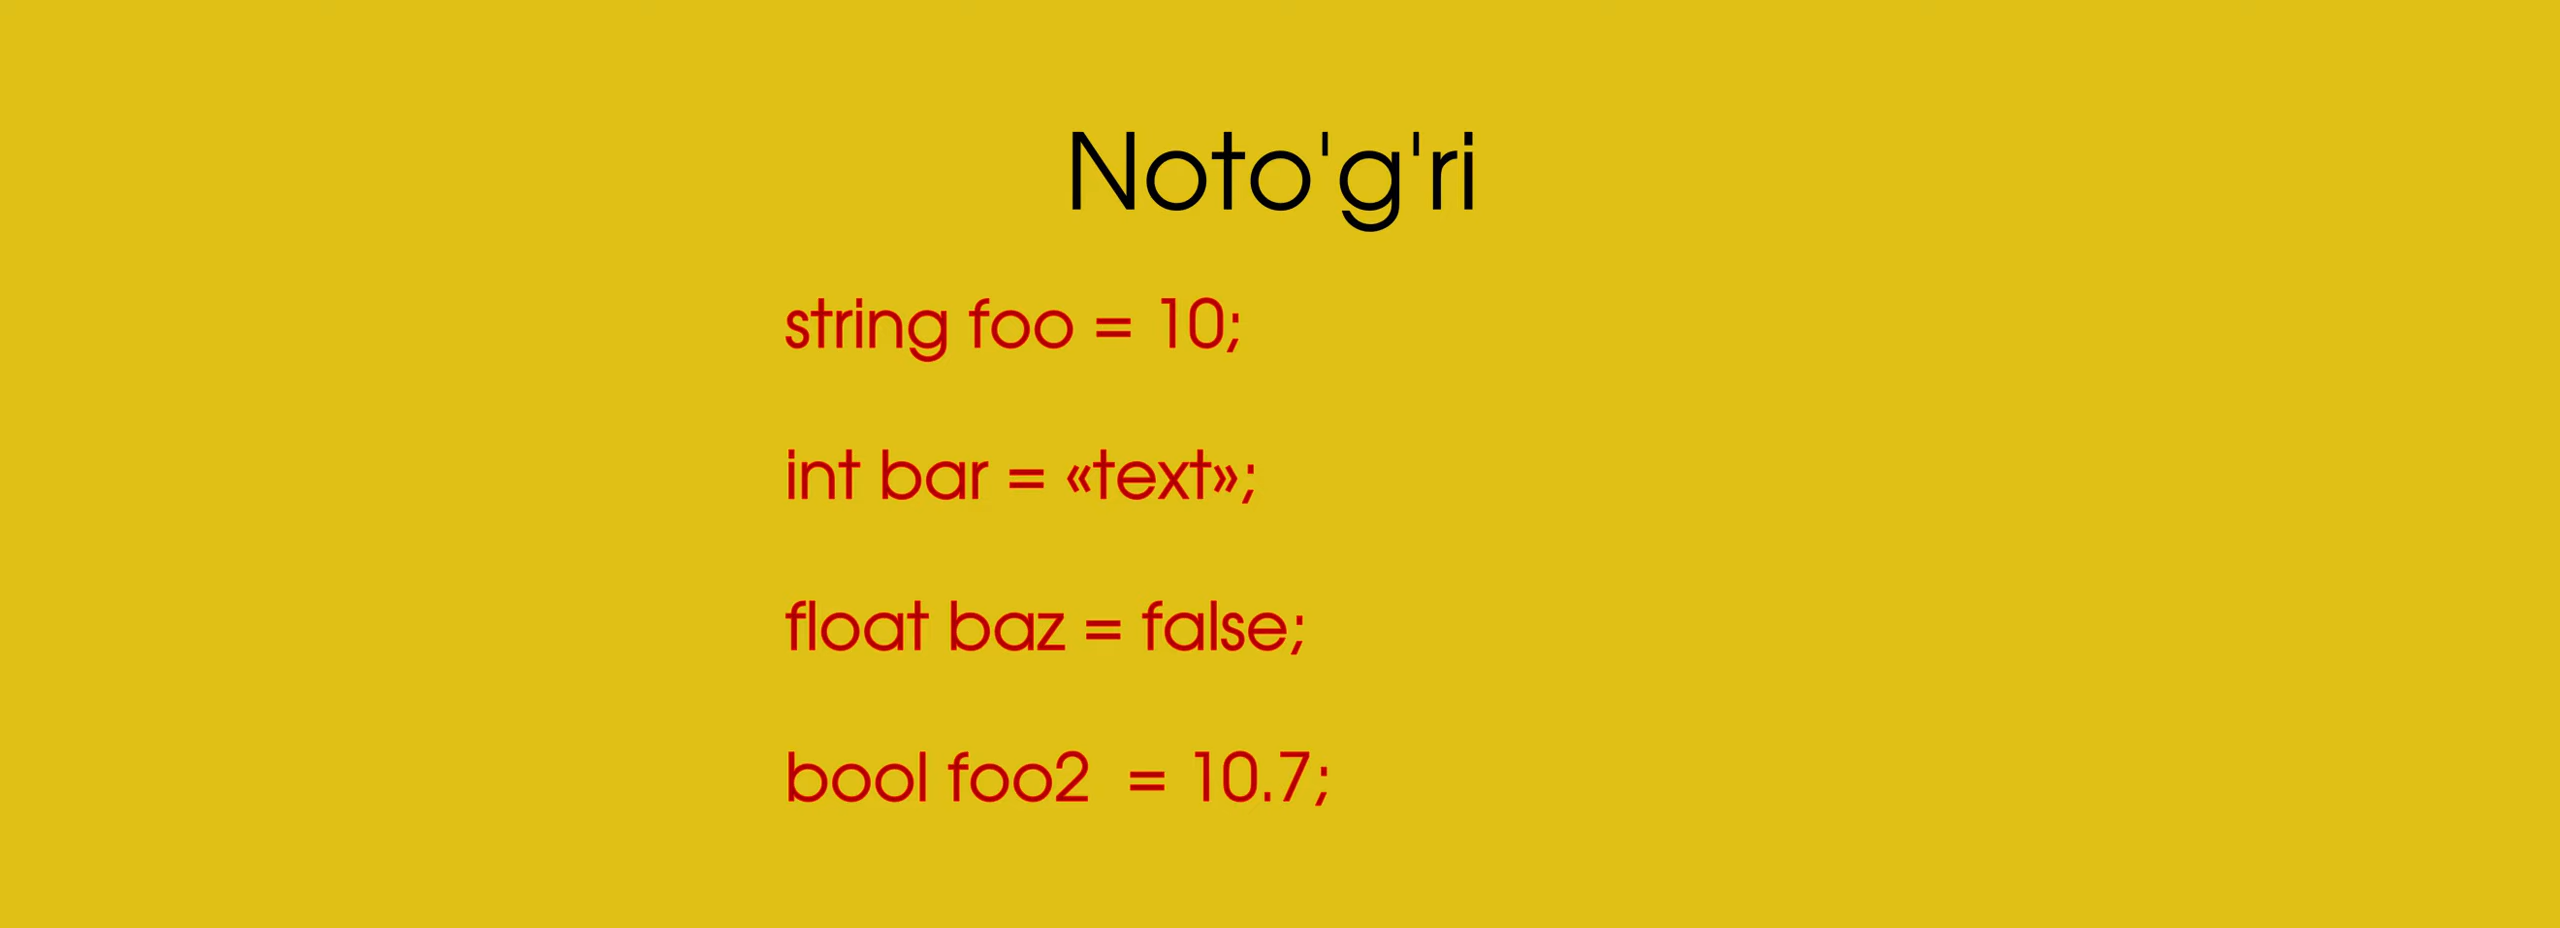 Noto'g'ri
string foo = 10;
int bar = «text»;
float baz = false;
bool foo2  = 10.7;